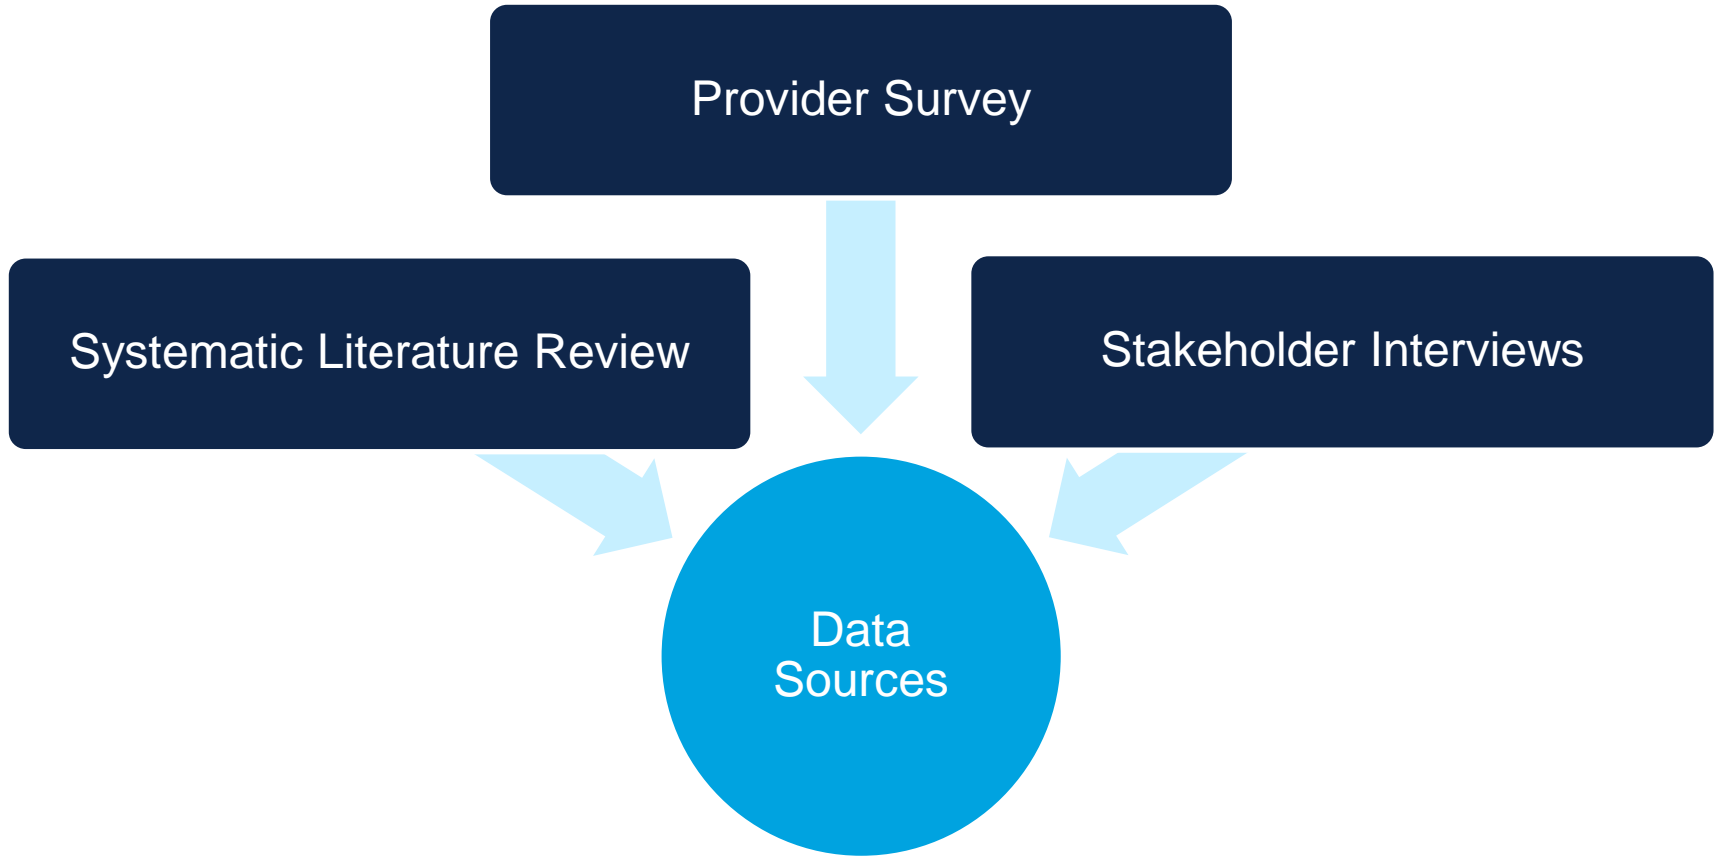 Provider Survey
Systematic Literature Review
Stakeholder Interviews
Data
Sources